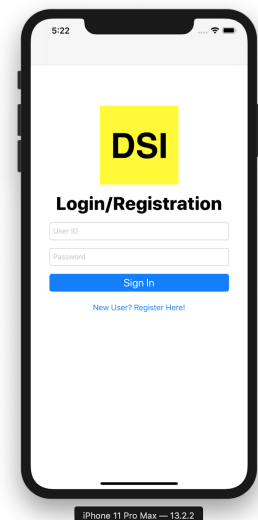 5:22
DSI
Login/Registration
User ID
Password
Sign In
New User? Register Here!
iPhone 11 Pro Max — 13.2.2